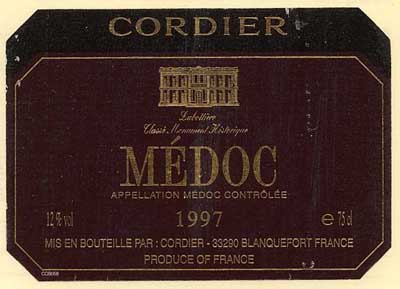 CORDIER
Labottière
Classé Monument Historique
MÉDOC
APPELLATION MÉDOC CONTRÔLÉE
12 % vol
1997
e 75 cl
MIS EN BOUTEILLE PAR : CORDIER - 33290 BLANQUEFORT FRANCE
PRODUCE OF FRANCE